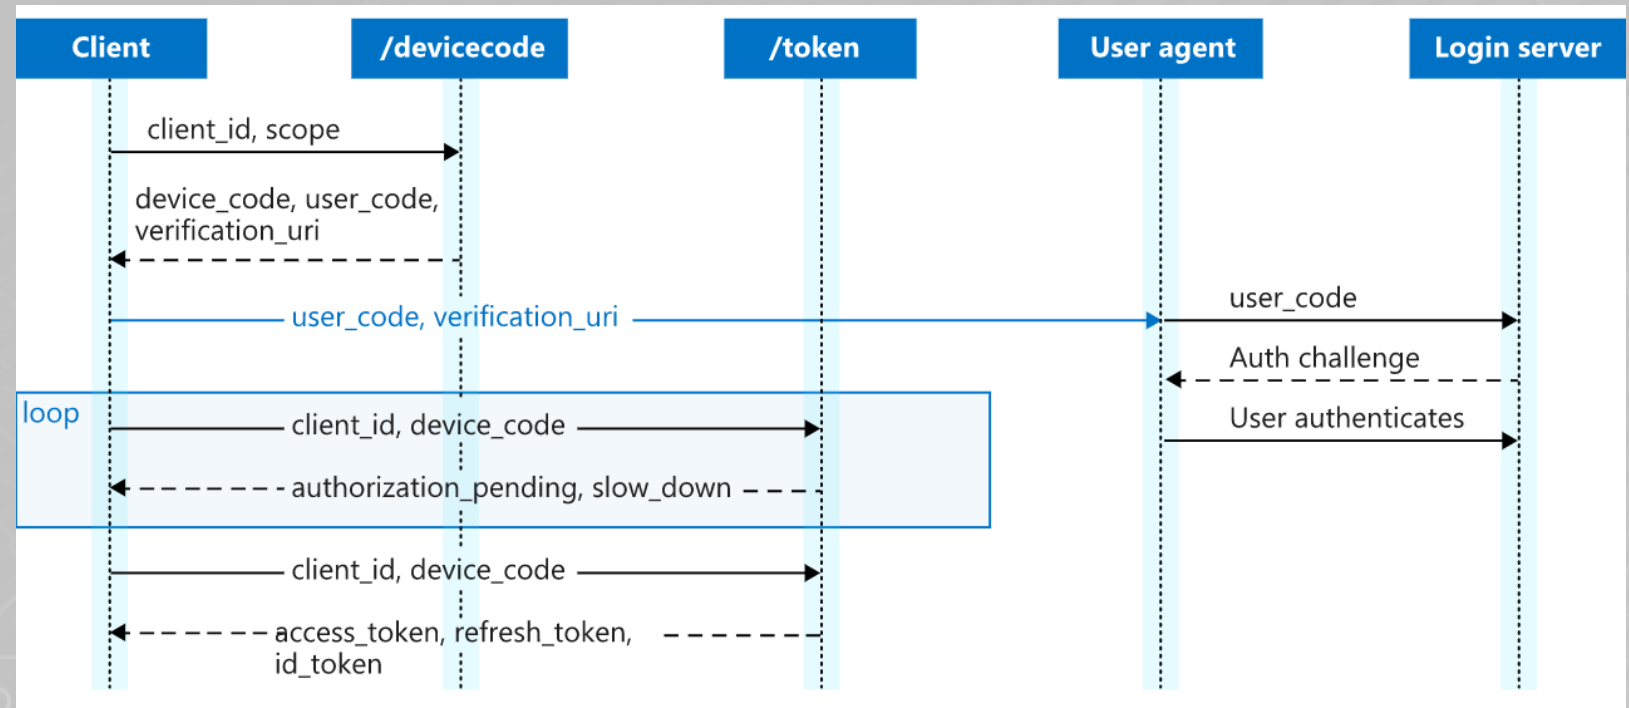 Client
/devicecode
/token
User agent
Login server
client_id, scope
device_code, user_code,
verification_uri
user_code, verification_uri
user_code
Auth challenge
User authenticates
loop
client_id, device_code
authorization_pending, slow_down
client_id, device_code
access_token, refresh_token,
id_token